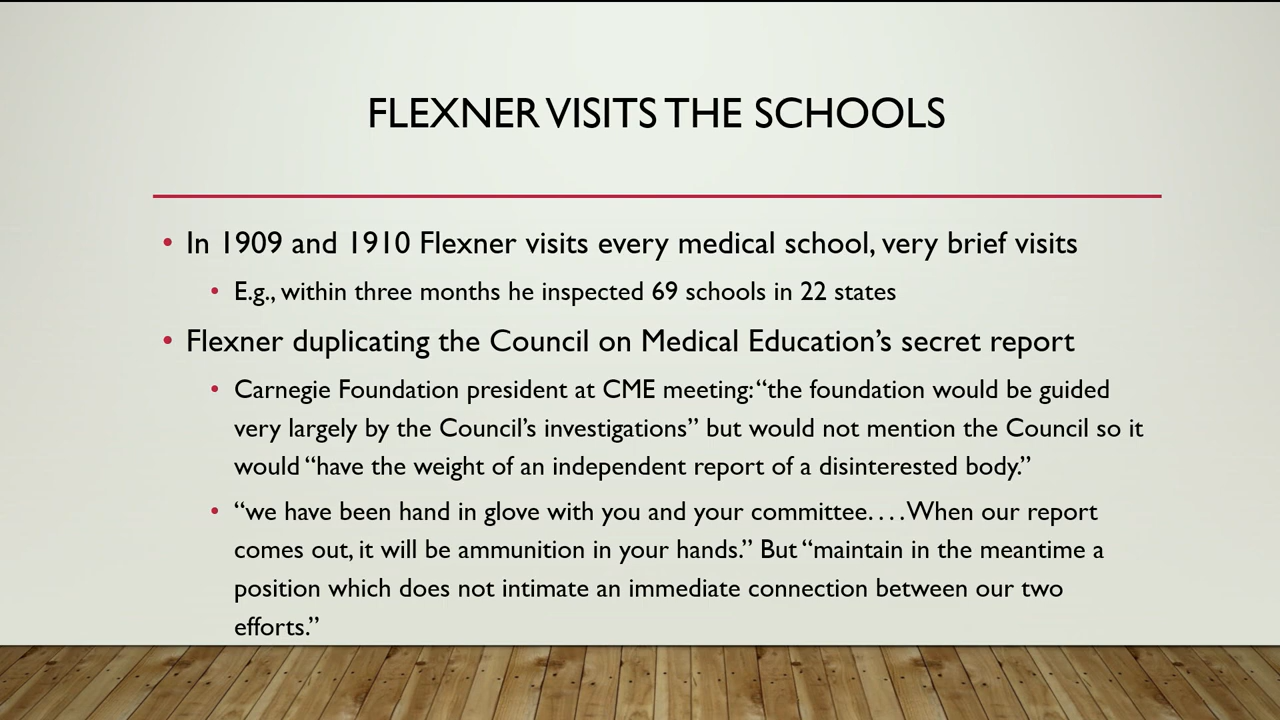 FLEXNER VISITS THE SCHOOLS
• In 1909 and 1910 Flexner visits every medical school, very brief visits
• E.g., within three months he inspected 69 schools in 22 states
• Flexner duplicating the Council on Medical Education’s secret report
• Carnegie Foundation president at CME meeting: “the foundation would be guided
very largely by the Council’s investigations” but would not mention the Council so it
would “have the weight of an independent report of a disinterested body.”
• “we have been hand in glove with you and your committee. . . . When our report
comes out, it will be ammunition in your hands.” But “maintain in the meantime a
position which does not intimate an immediate connection between our two
efforts.”